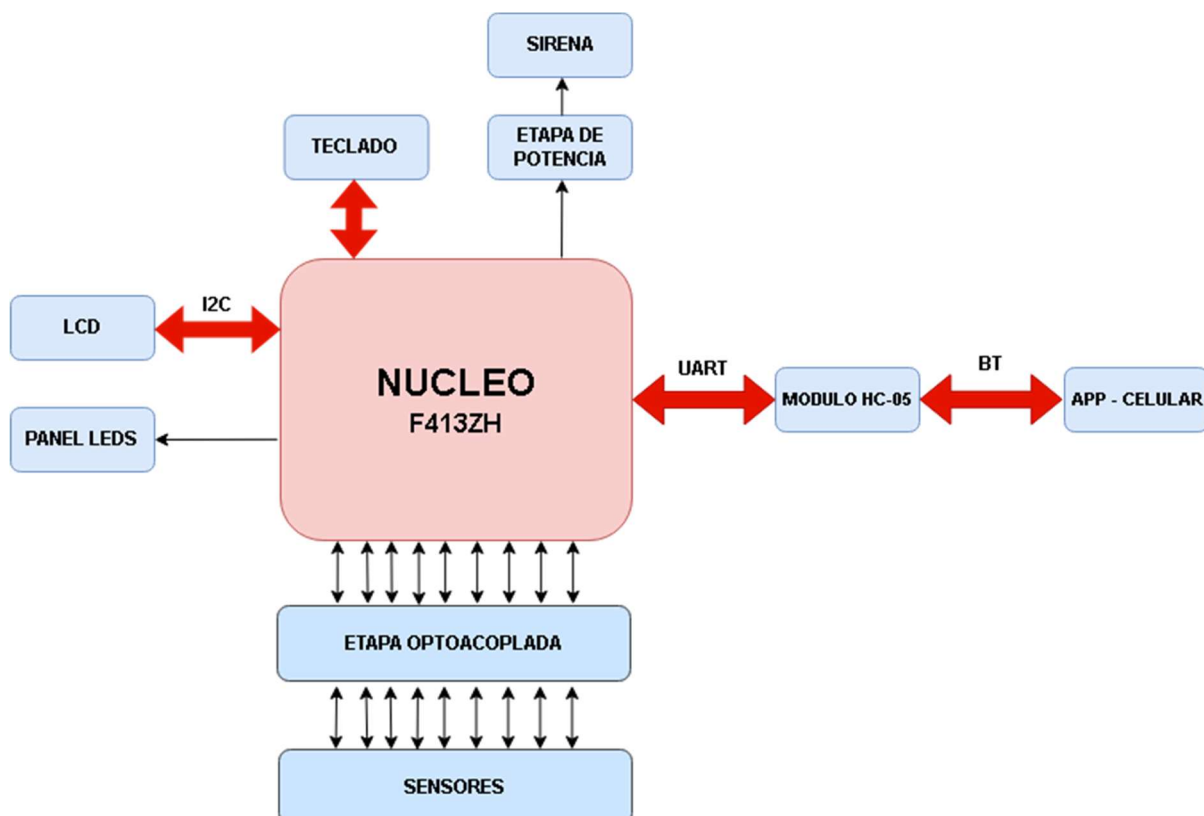 SIRENA
TECLADO
ETAPA DE
POTENCIA
I2C
LCD
NUCLEO
F413ZH
UART
BT
MODULO HC-05
APP - CELULAR
PANEL LEDS
ETAPA OPTOACOPLADA
SENSORES